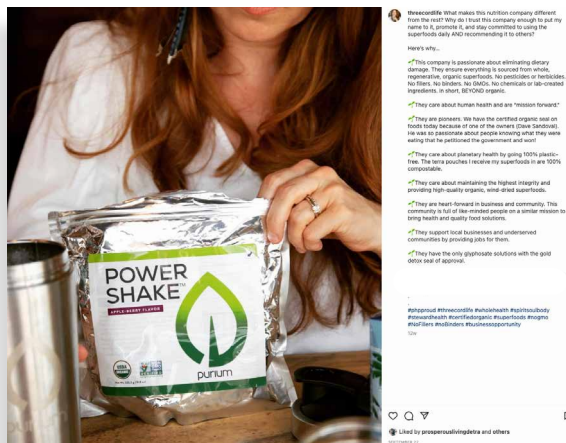 POWER
SHAKE™
APPLE-BERRY FLAVOR
USDA
ORGANIC
purium
threecordlife What makes this nutrition company different
from the rest? Why do I trust this company enough to put my
name to it, promote it, and stay committed to using the
superfoods daily AND recommending it to others?
Here's why...
This company is passionate about eliminating dietary
damage. They ensure everything is sourced from whole,
regenerative, organic superfoods. No pesticides or herbicides.
No fillers. No binders. No GMOs. No chemicals or lab-created
ingredients. In short, BEYOND organic.
They care about human health and are "mission forward."
They are pioneers. We have the certified organic seal on
foods today because of one of the owners (Dave Sandoval).
He was so passionate about people knowing what they were
eating that he petitioned the government and won!
They care about planetary health by going 100% plastic-
free. The terra pouches I receive my superfoods in are 100%
compostable.
They care about maintaining the highest integrity and
providing high-quality organic, wind-dried superfoods.
They are heart-forward in business and community. This
community is full of like-minded people on a similar mission to
bring health and quality food solutions.
They support local businesses and underserved
communities by providing jobs for them.
They have the only glyphosate solutions with the gold
detox seal of approval.
.
.
#phpproud #threecordlife #wholehealth #spiritsoulbody
#stewardhealth #certifiedorganic #superfoods #nogmo
#NoFillers #noBinders #businessopportunity
12w
Liked by prosperouslivingdetra and others